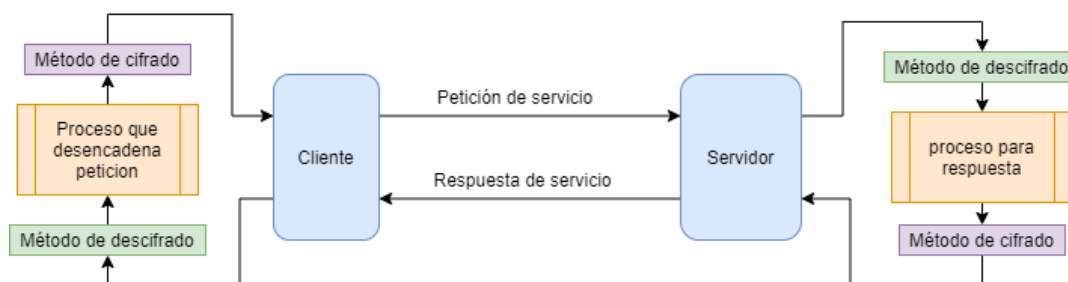 Método de cifrado
Proceso que
desencadena
peticion
Método de descifrado
Cliente
Petición de servicio
Respuesta de servicio
Servidor
Método de descifrado
proceso para
respuesta
Método de cifrado